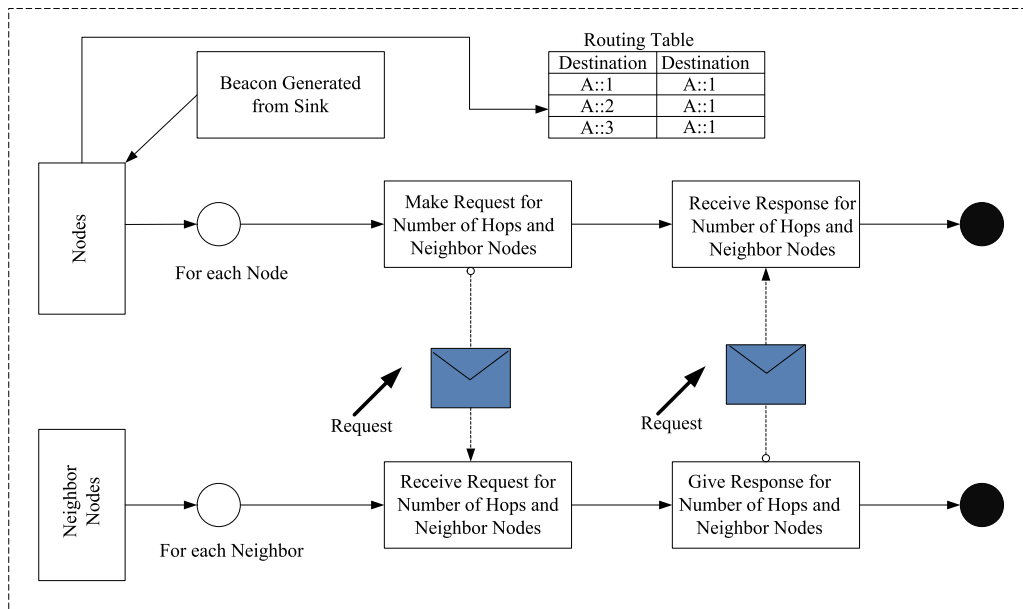 Routing Table
Destination Destination
A::1 A::1
A::2 A::1
A::3 A::1
Beacon Generated
from Sink
Nodes
For each Node
Make Request for
Number of Hops and
Neighbor Nodes
Receive Response for
Number of Hops and
Neighbor Nodes
Request
Request
Neighbor
Nodes
For each Neighbor
Receive Request for
Number of Hops and
Neighbor Nodes
Give Response for
Number of Hops and
Neighbor Nodes